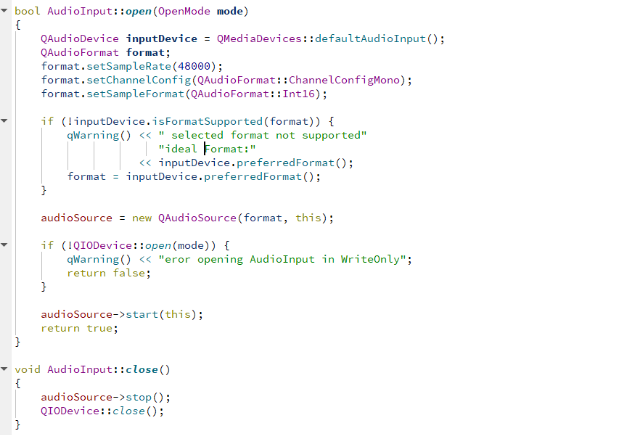 bool AudioInput::open(OpenMode mode)
{
    QAudioDevice inputDevice = QMediaDevices::defaultAudioInput();
    QAudioFormat format;
    format.setSampleRate(48000);
    format.setChannelConfig(QAudioFormat::ChannelConfigMono);
    format.setSampleFormat(QAudioFormat::Int16);

    if (!inputDevice.isFormatSupported(format)) {
        qWarning() << " selected format not supported"
                      "ideal Format:"
                   << inputDevice.preferredFormat();
        format = inputDevice.preferredFormat();
    }

    audioSource = new QAudioSource(format, this);

    if (!QIODevice::open(mode)) {
        qWarning() << "eror opening AudioInput in WriteOnly";
        return false;
    }

    audioSource->start(this);
    return true;
}

void AudioInput::close()
{
    audioSource->stop();
    QIODevice::close();
}